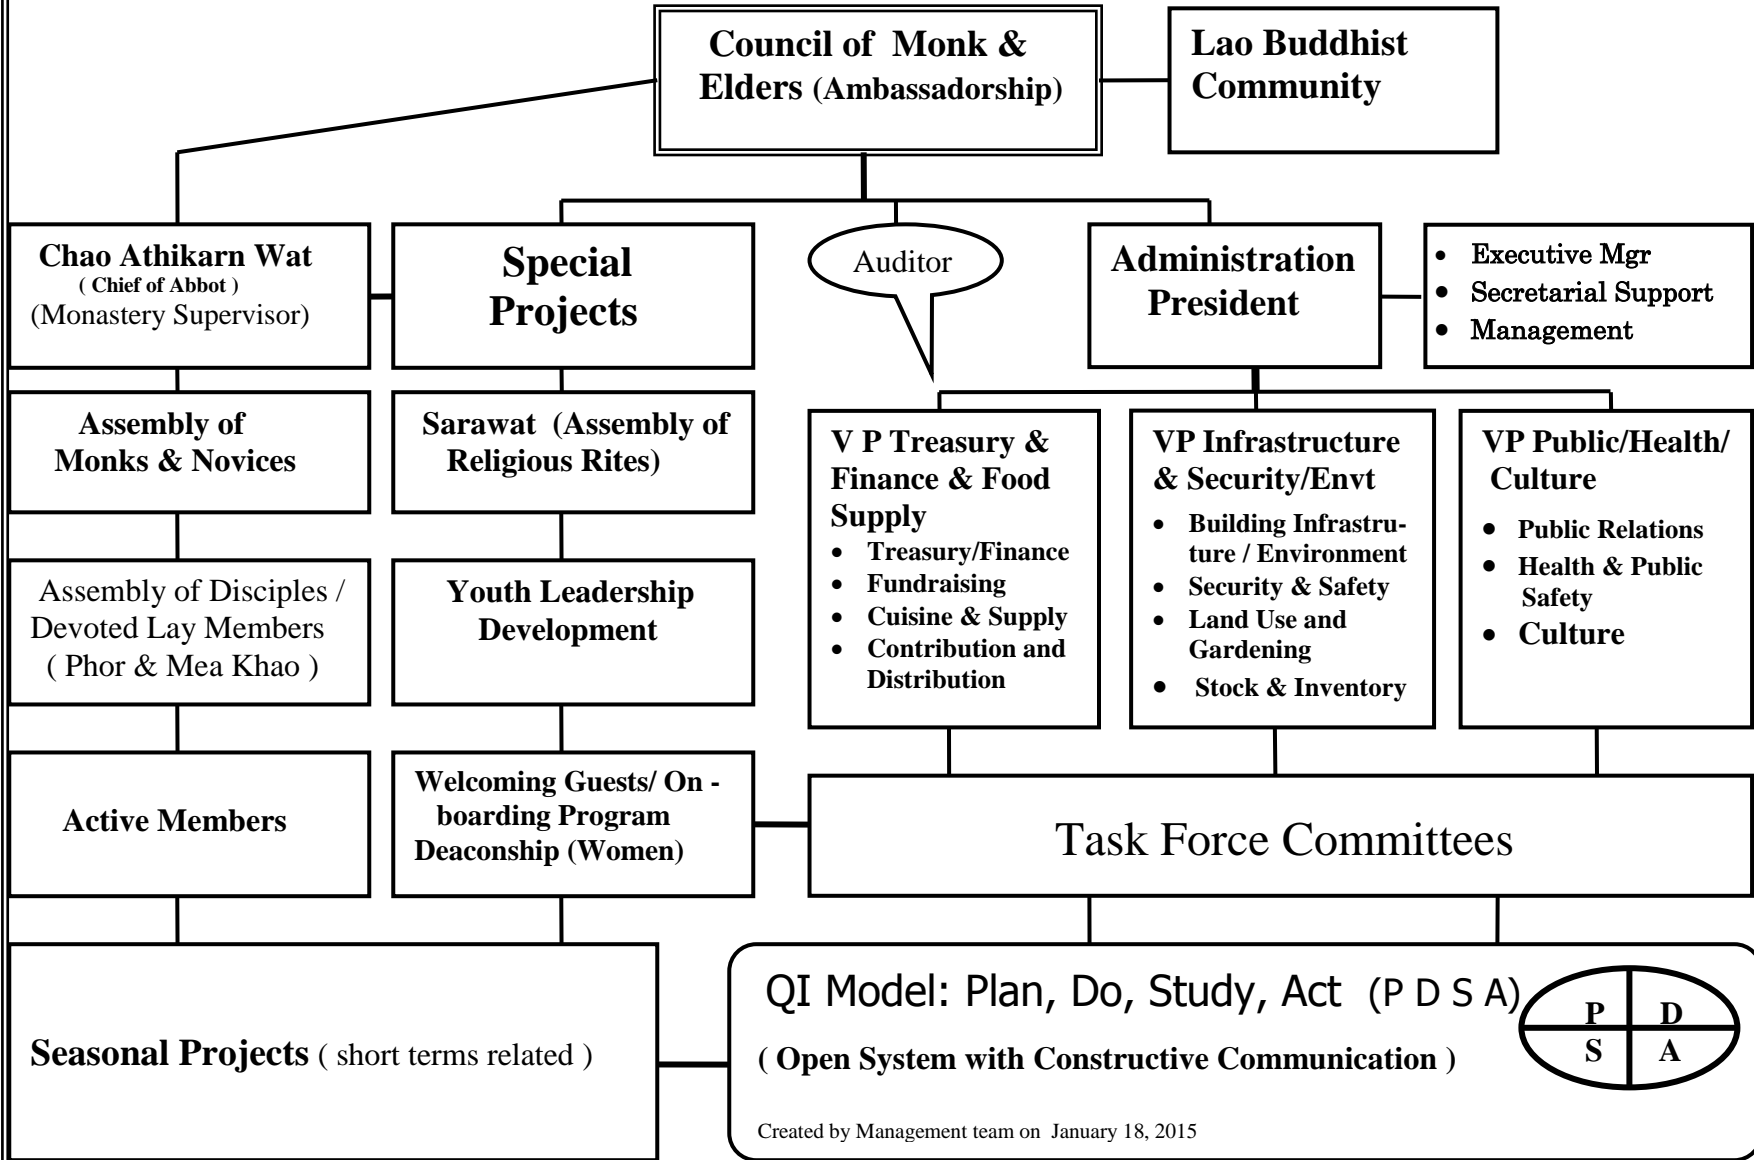 Council of  Monk &
Elders (Ambassadorship)
Lao Buddhist
Community
Chao Athikarn Wat
( Chief of Abbot )
(Monastery Supervisor)
Special
Projects
Auditor
Administration
President
• Executive Mgr
• Secretarial Support
• Management
Assembly of
Monks & Novices
Sarawat  (Assembly of
Religious Rites)
V P Treasury &
Finance & Food
Supply
• Treasury/Finance
• Fundraising
• Cuisine & Supply
• Contribution and
Distribution
VP Infrastructure
& Security/Envt
• Building Infrastru-
ture / Environment
• Security & Safety
• Land Use and
Gardening
• Stock & Inventory
VP Public/Health/
Culture
• Public Relations
• Health & Public
Safety
• Culture
Assembly of Disciples /
Devoted Lay Members
( Phor & Mea Khao )
Youth Leadership
Development
Active Members
Welcoming Guests/ On -
boarding Program
Deaconship (Women)
Task Force Committees
Seasonal Projects ( short terms related )
QI Model: Plan, Do, Study, Act  (P D S A)
P D
S A
( Open System with Constructive Communication )
Created by Management team on  January 18, 2015